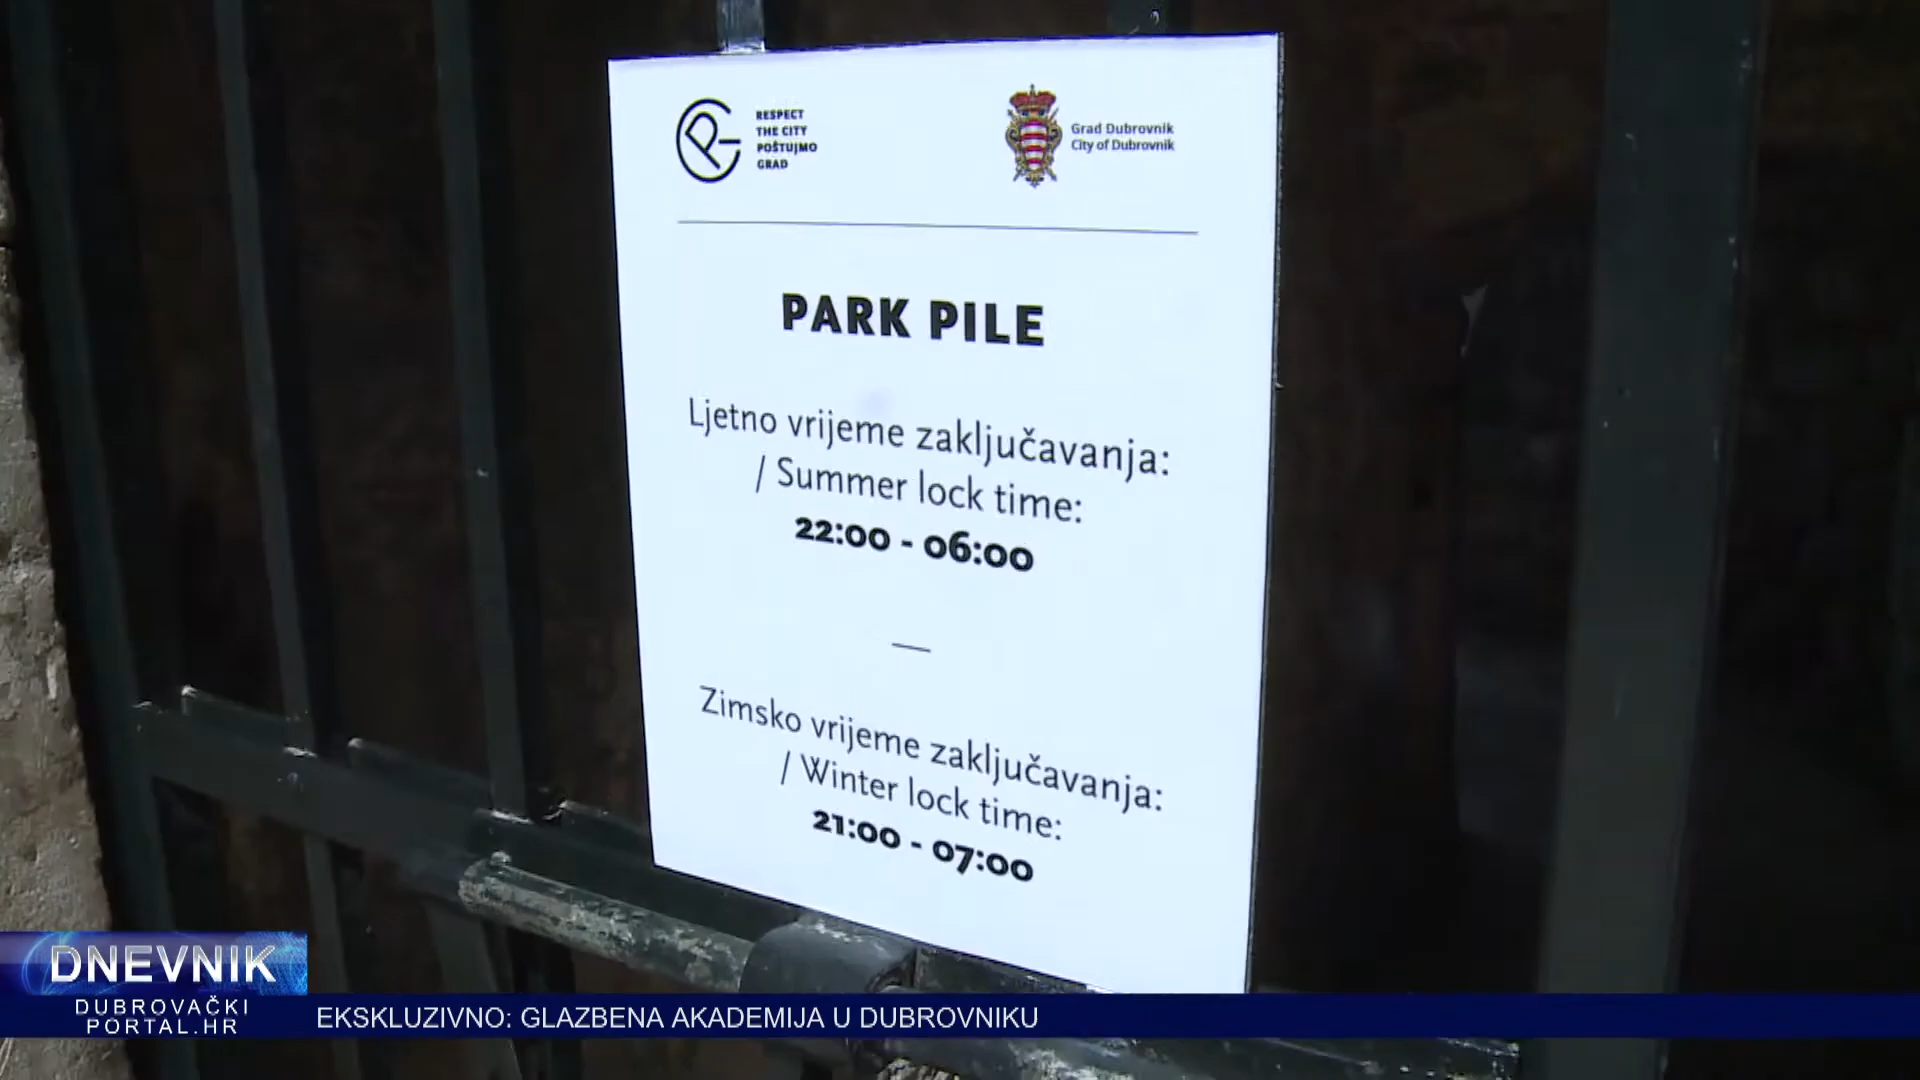 RESPECT
THE CITY
POŠTUJMO
GRAD
Grad Dubrovnik
City of Dubrovnik
PARK PILE
Ljetno vrijeme zaključavanja:
/ Summer lock time:
22:00 - 06:00
Zimsko vrijeme zaključavanja:
/ Winter lock time:
21:00 - 07:00
DNEVNIK
DUBROVAČKI
PORTAL.HR
EKSKLUZIVNO: GLAZBENA AKADEMIJA U DUBROVNIKU